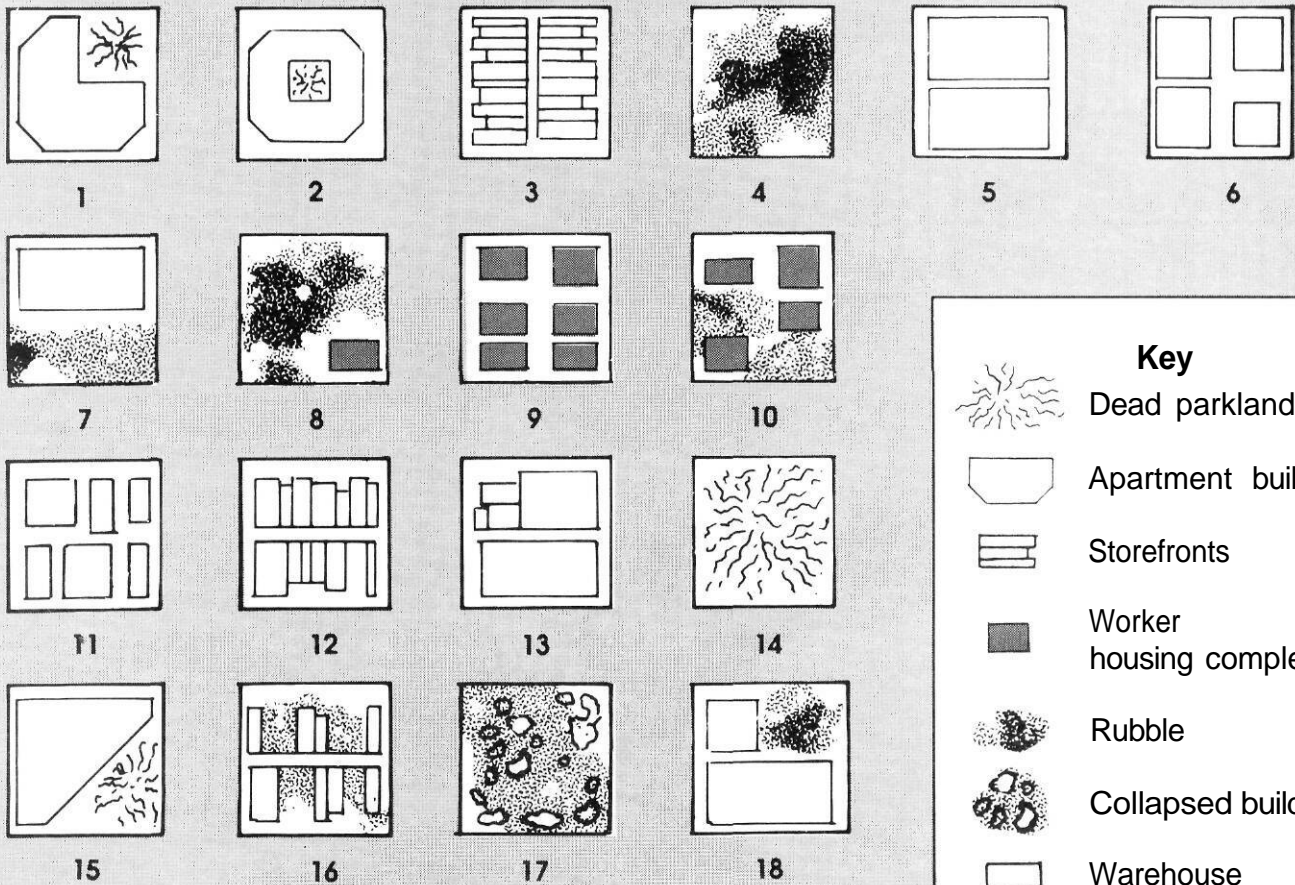 1 2 3 4 5 6
7 8 9 10
11 12 13 14
15 16 17 18
Key
Dead parkland
Apartment buil
Storefronts
Worker
housing comple
Rubble
Collapsed build
Warehouse